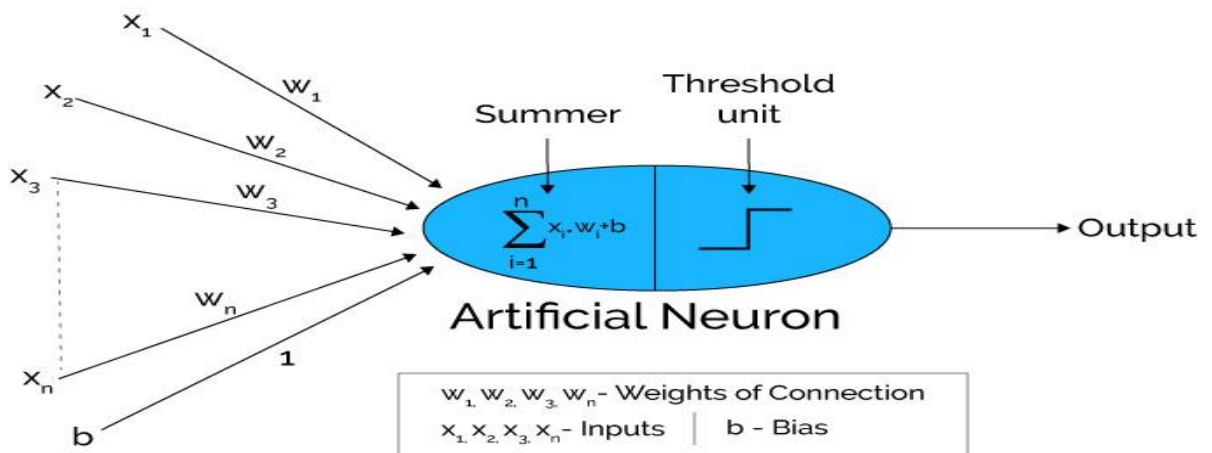 x₁
w₁
x₂
w₂
x₃
w₃
Summer
Threshold
unit
n
∑ xᵢ.wᵢ+b
i=1
Output
wₙ
xₙ
1
b
Artificial Neuron
w₁, w₂, w₃, wₙ- Weights of Connection
x₁, x₂, x₃, xₙ- Inputs | b - Bias